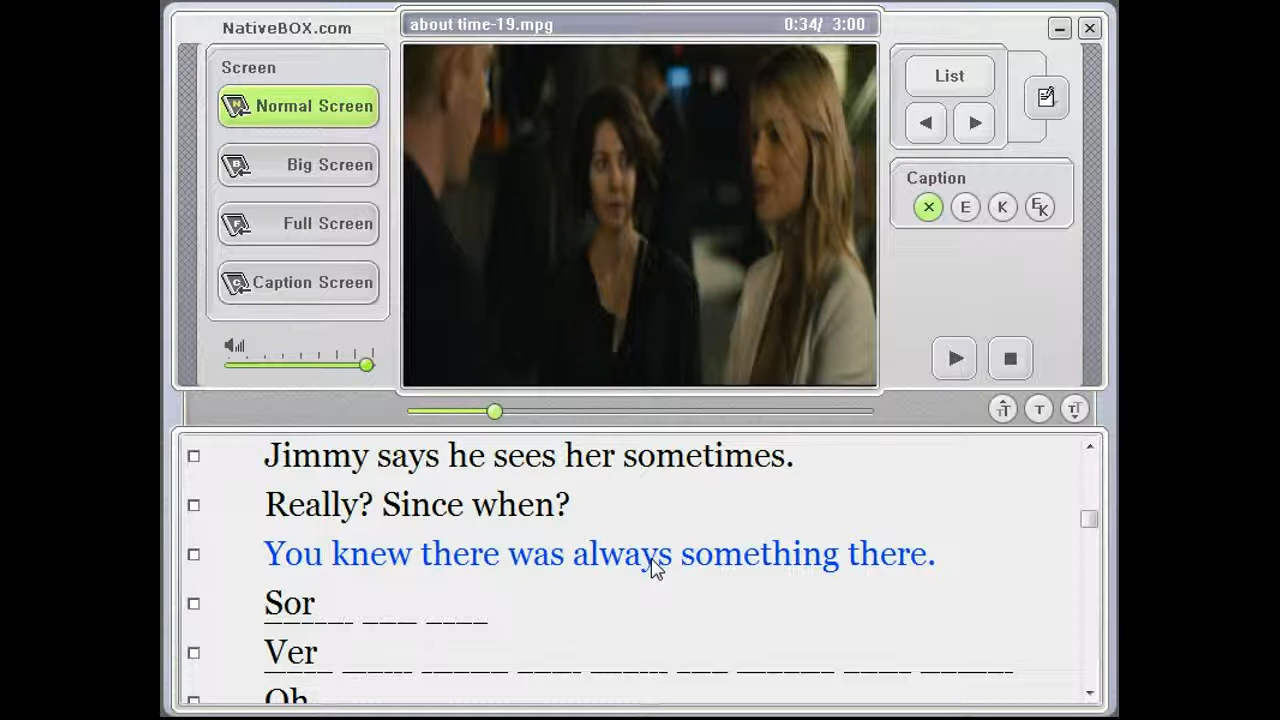 NativeBOX.com
about time-19.mpg 0:34/ 3:00
Screen
Normal Screen
Big Screen
Full Screen
Caption Screen
List
Caption
X E K EK
T T T
Jimmy says he sees her sometimes.
Really? Since when?
You knew there was always something there.
Sor
Ver
Oh